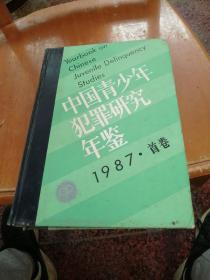 Yearbook on
Chinese
Juvenile Delinquency
Studies
中国青少年
犯罪研究
年鉴
1987·首卷